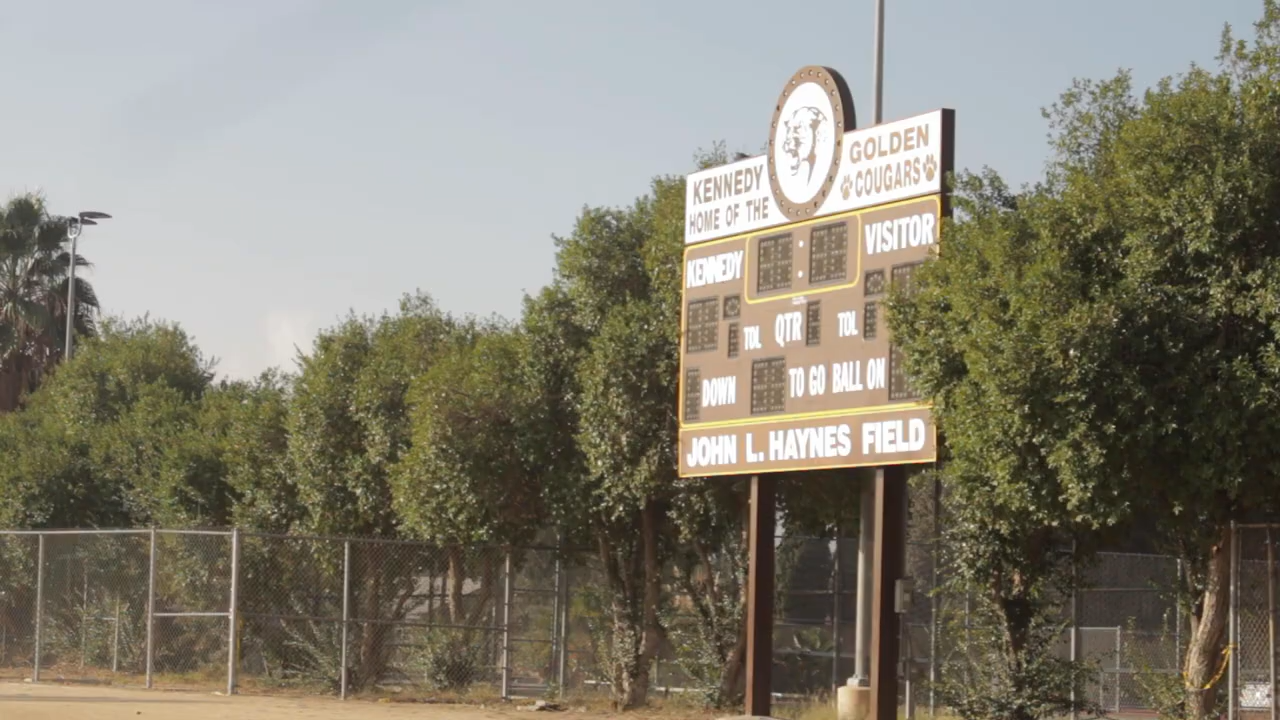 KENNEDY
HOME OF THE
GOLDEN
COUGARS
KENNEDY
VISITOR
TOL QTR TOL
DOWN TO GO BALL ON
JOHN L. HAYNES FIELD